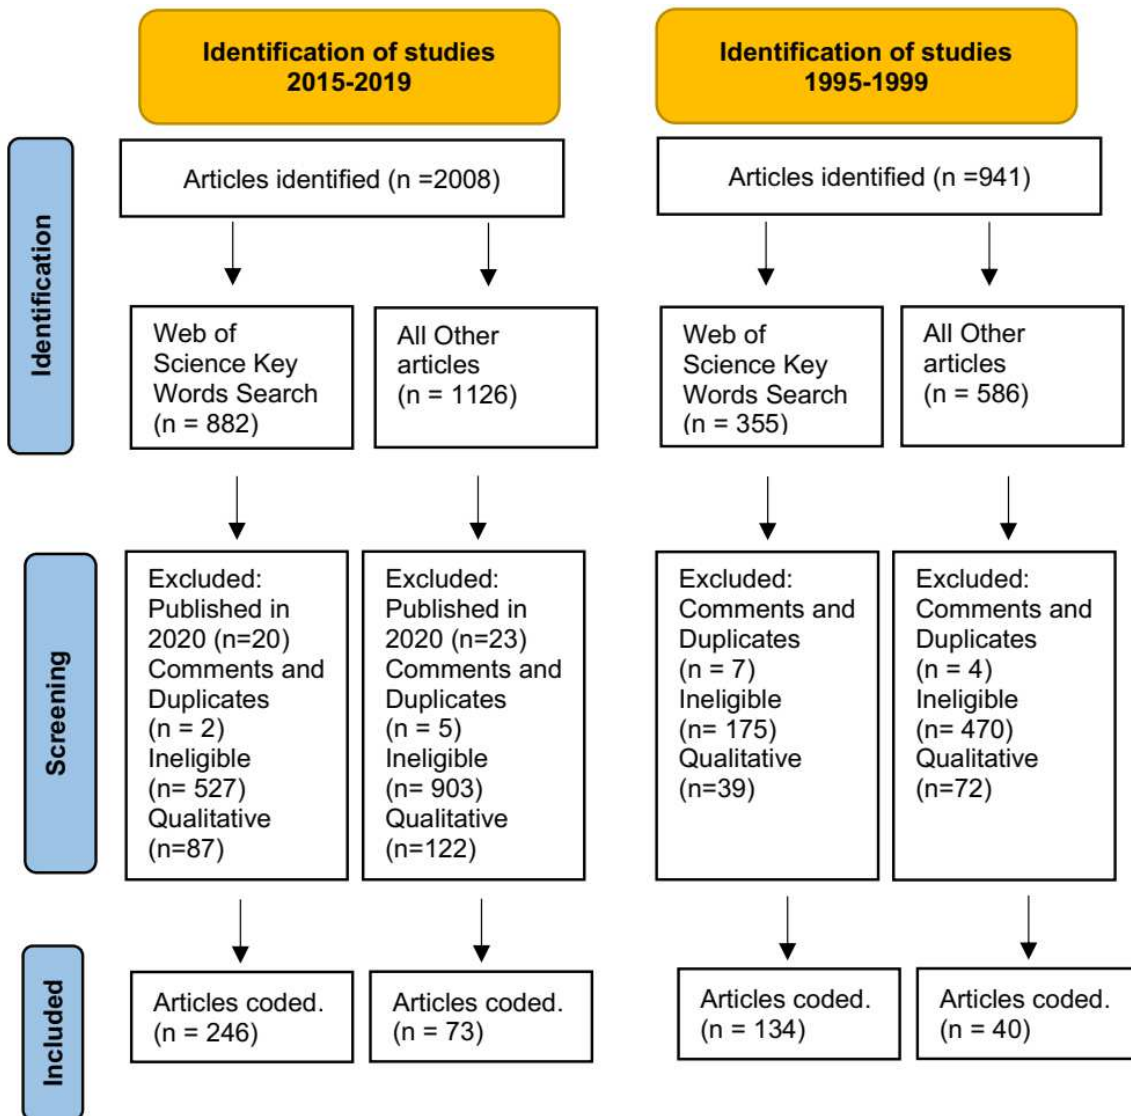 Identification of studies
2015-2019
Identification of studies
1995-1999
Identification
Articles identified (n =2008)
Articles identified (n =941)
Web of
Science Key
Words Search
(n = 882)
All Other
articles
(n = 1126)
Web of
Science Key
Words Search
(n = 355)
All Other
articles
(n = 586)
Screening
Excluded:
Published in
2020 (n=20)
Comments and
Duplicates
(n = 2)
Ineligible
(n= 527)
Qualitative
(n=87)
Excluded:
Published in
2020 (n=23)
Comments and
Duplicates
(n = 5)
Ineligible
(n= 903)
Qualitative
(n=122)
Excluded:
Comments and
Duplicates
(n = 7)
Ineligible
(n= 175)
Qualitative
(n=39)
Excluded:
Comments and
Duplicates
(n = 4)
Ineligible
(n= 470)
Qualitative
(n=72)
Included
Articles coded.
(n = 246)
Articles coded.
(n = 73)
Articles coded.
(n = 134)
Articles coded.
(n = 40)